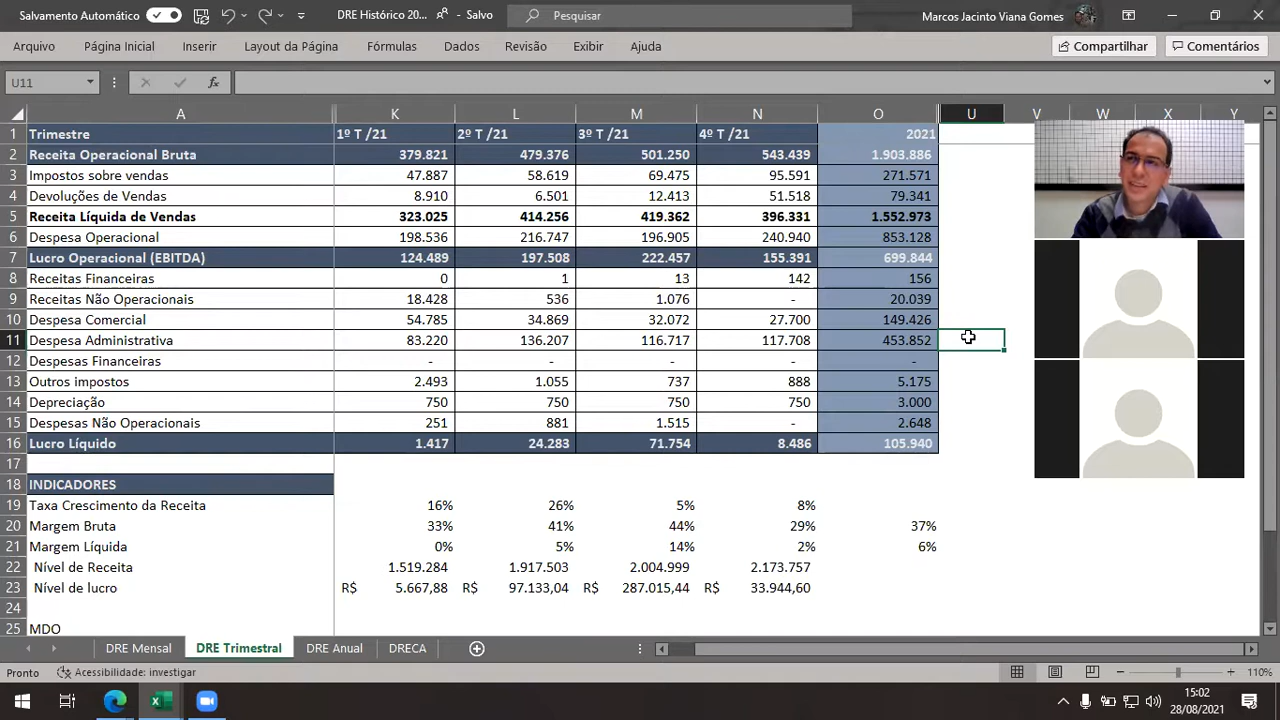 Salvamento Automático DRE Histórico 20... - Salvo Pesquisar Marcos Jacinto Viana Gomes
Arquivo Página Inicial Inserir Layout da Página Fórmulas Dados Revisão Exibir Ajuda Compartilhar Comentários
U11 fx
A K L M N O U V W X Y
1 Trimestre 1º T /21 2º T /21 3º T /21 4º T /21 2021
2 Receita Operacional Bruta 379.821 479.376 501.250 543.439 1.903.886
3 Impostos sobre vendas 47.887 58.619 69.475 95.591 271.571
4 Devoluções de Vendas 8.910 6.501 12.413 51.518 79.341
5 Receita Líquida de Vendas 323.025 414.256 419.362 396.331 1.552.973
6 Despesa Operacional 198.536 216.747 196.905 240.940 853.128
7 Lucro Operacional (EBITDA) 124.489 197.508 222.457 155.391 699.844
8 Receitas Financeiras 0 1 13 142 156
9 Receitas Não Operacionais 18.428 536 1.076 - 20.039
10 Despesa Comercial 54.785 34.869 32.072 27.700 149.426
11 Despesa Administrativa 83.220 136.207 116.717 117.708 453.852
12 Despesas Financeiras - - - - -
13 Outros impostos 2.493 1.055 737 888 5.175
14 Depreciação 750 750 750 750 3.000
15 Despesas Não Operacionais 251 881 1.515 - 2.648
16 Lucro Líquido 1.417 24.283 71.754 8.486 105.940
17
18 INDICADORES
19 Taxa Crescimento da Receita 16% 26% 5% 8%
20 Margem Bruta 33% 41% 44% 29% 37%
21 Margem Líquida 0% 5% 14% 2% 6%
22 Nível de Receita 1.519.284 1.917.503 2.004.999 2.173.757
23 Nível de lucro R$ 5.667,88 R$ 97.133,04 R$ 287.015,44 R$ 33.944,60
24
25 MDO
DRE Mensal DRE Trimestral DRE Anual DRECA
Pronto Acessibilidade: investigar 110%
15:02
28/08/2021